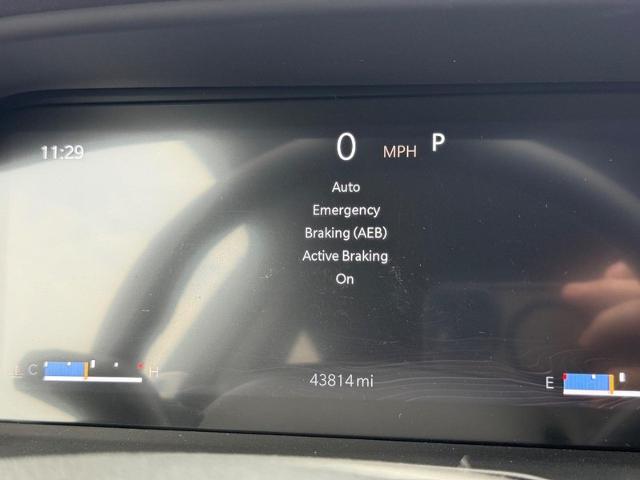 11:29
0 MPH P
Auto
Emergency
Braking (AEB)
Active Braking
On
C H
43814 mi
E